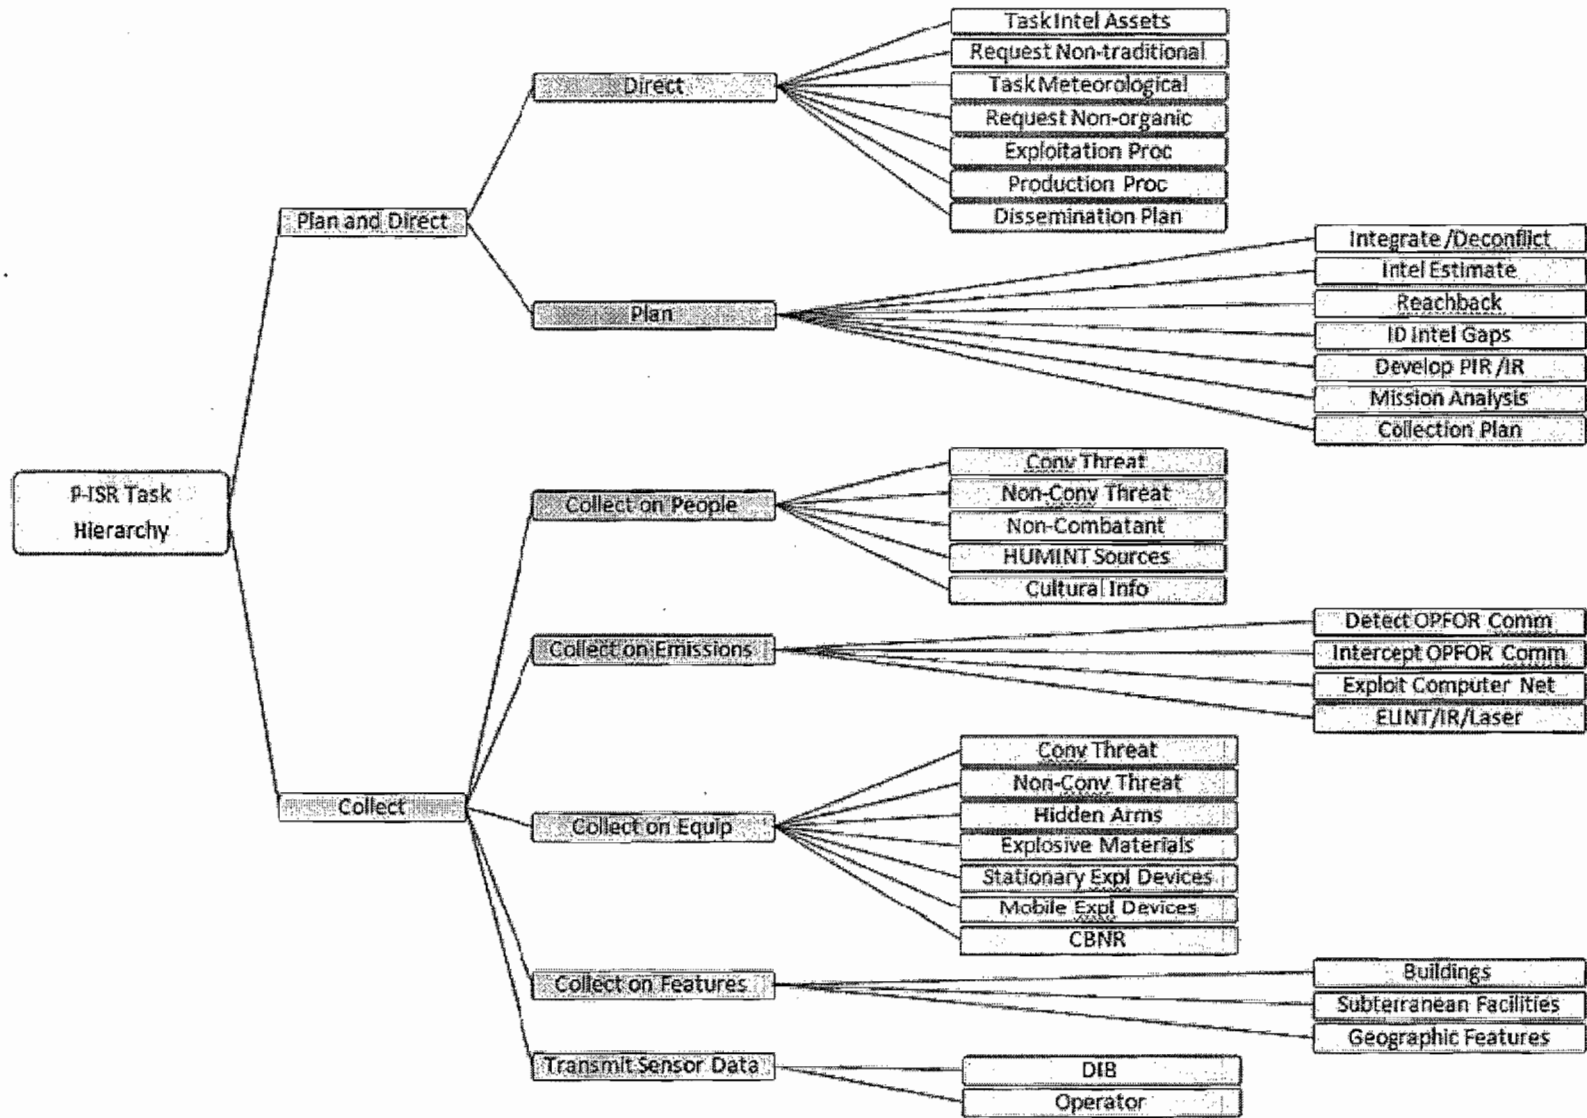 Task Intel Assets
Request Non-traditional
Direct
Task Meteorological
Request Non-organic
Exploitation Proc
Production Proc
Dissemination Plan
Plan and Direct
Integrate /Deconflict
Intel Estimate
Reachback
Plan
ID Intel Gaps
Develop PIR /IR
Mission Analysis
Collection Plan
P-ISR Task
Hierarchy
Conv Threat
Non-Conv Threat
Collect on People
Non-Combatant
HUMINT Sources
Cultural Info
Detect OPFOR Comm
Collect on Emissions
Intercept OPFOR Comm
Exploit Computer Net
ELINT/IR/Laser
Collect
Conv Threat
Non-Conv Threat
Hidden Arms
Collect on Equip
Explosive Materials
Stationary Expl Devices
Mobile Expl Devices
CBNR
Buildings
Collect on Features
Subterranean Facilities
Geographic Features
Transmit Sensor Data
DIB
Operator